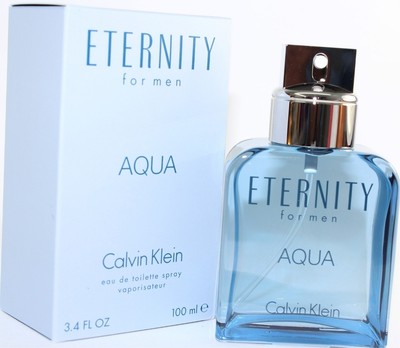 ETERNITY
for men
AQUA
Calvin Klein
eau de toilette spray
vaporisateur
3.4 FL OZ
100 ml e
ETERNITY
for men
AQUA
Calvin Klein